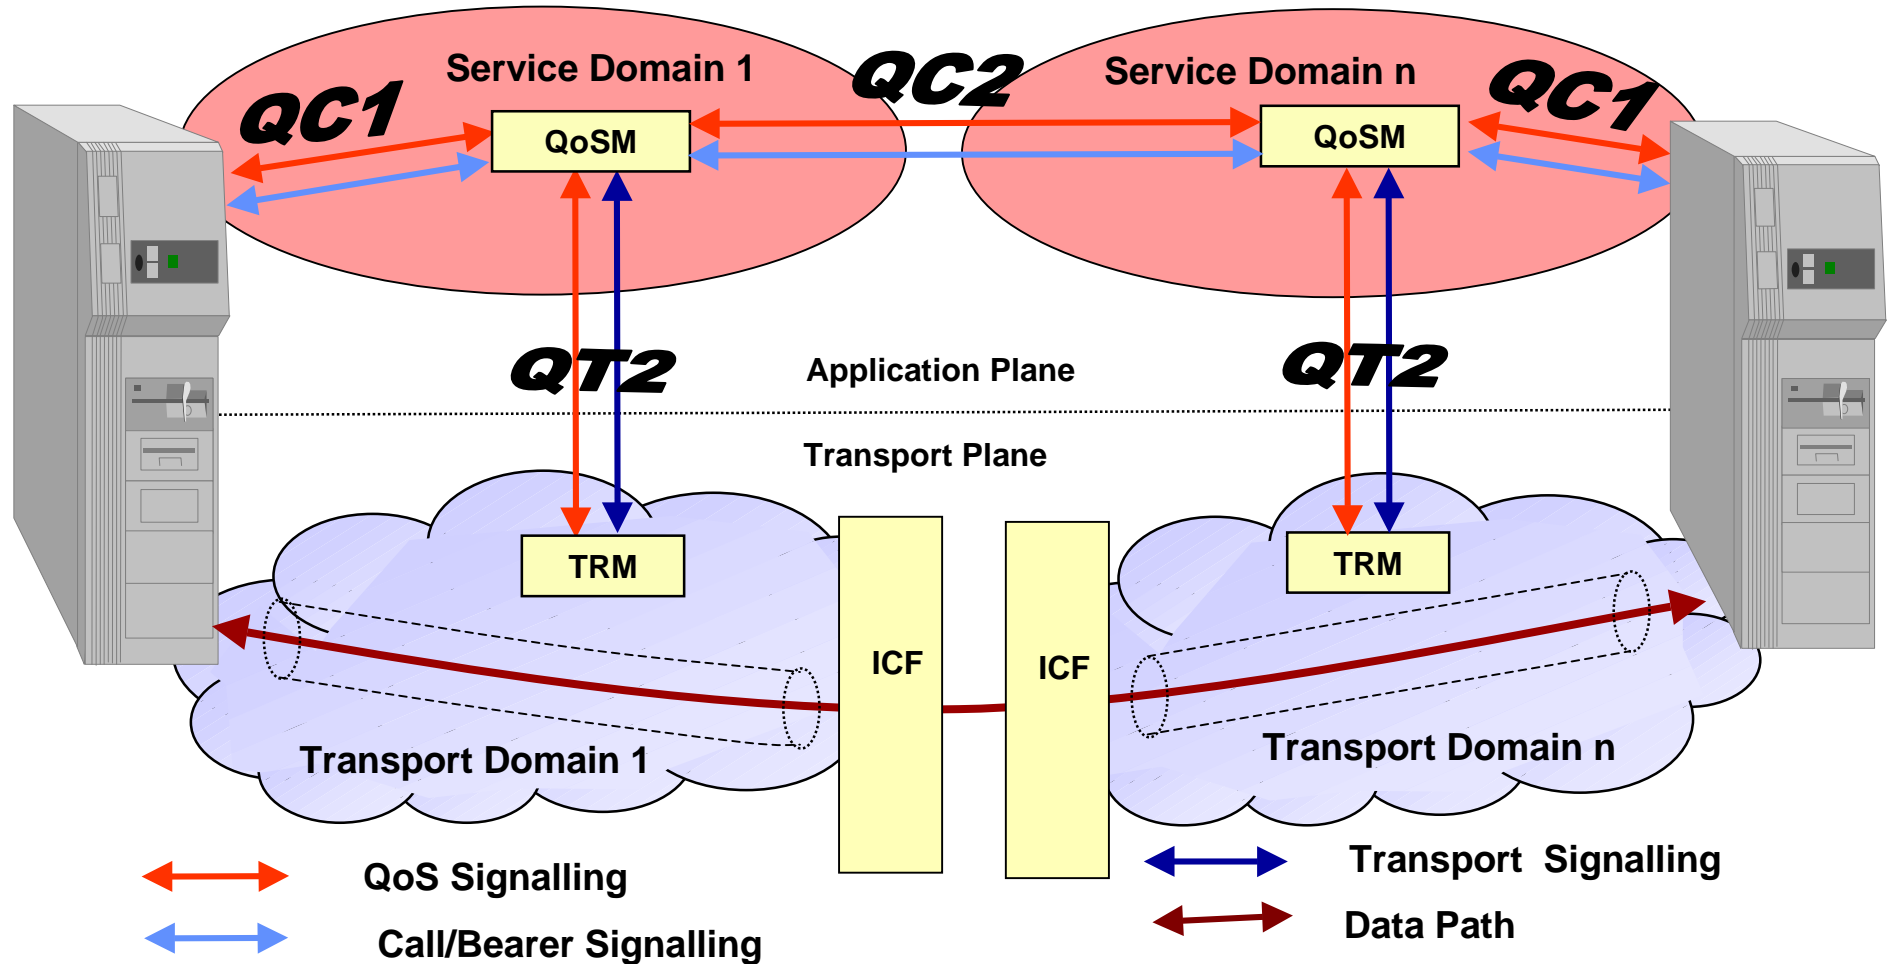 Service Domain 1
QC2
Service Domain n
QC1
QC1
QoSM
QoSM
QT2
Application Plane
QT2
Transport Plane
TRM
TRM
ICF
ICF
Transport Domain 1
Transport Domain n
QoS Signalling
Transport Signalling
Call/Bearer Signalling
Data Path